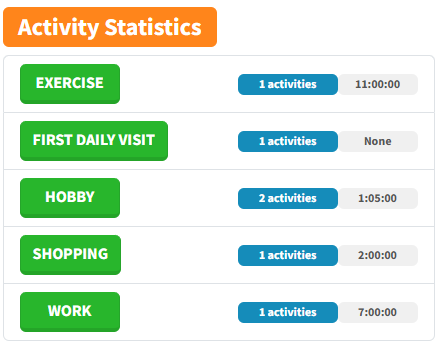 Activity Statistics
EXERCISE 1 activities 11:00:00
FIRST DAILY VISIT 1 activities None
HOBBY 2 activities 1:05:00
SHOPPING 1 activities 2:00:00
WORK 1 activities 7:00:00